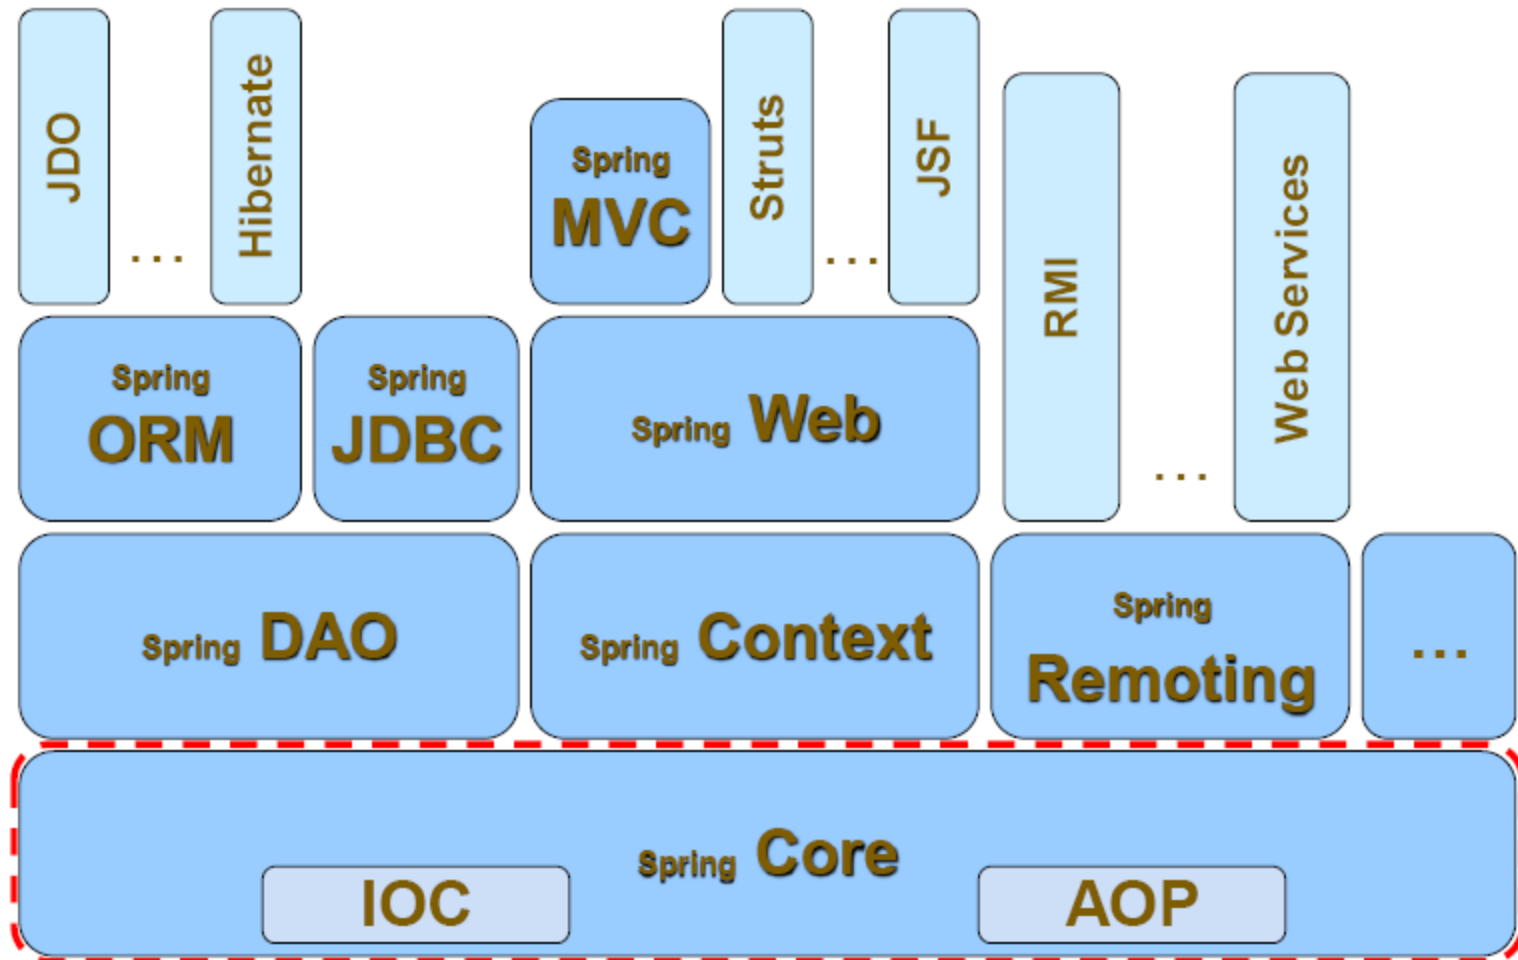 JDO
...
Hibernate
Spring
MVC
Struts
...
JSF
RMI
...
Web Services
Spring
ORM
Spring
JDBC
Spring Web
Spring DAO
Spring Context
Spring
Remoting
...
Spring Core
IOC
AOP